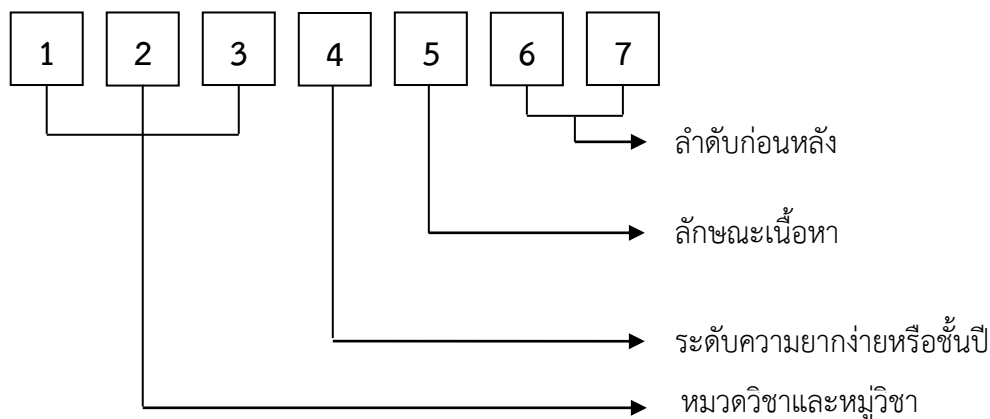 1 2 3 4 5 6 7
ลำดับก่อนหลัง
ลักษณะเนื้อหา
ระดับความยากง่ายหรือชั้นปี
หมวดวิชาและหมู่วิชา